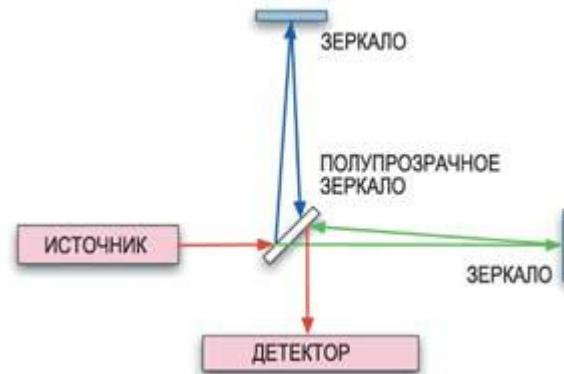 ЗЕРКАЛО
ПОЛУПРОЗРАЧНОЕ
ЗЕРКАЛО
ИСТОЧНИК
ЗЕРКАЛО
ДЕТЕКТОР